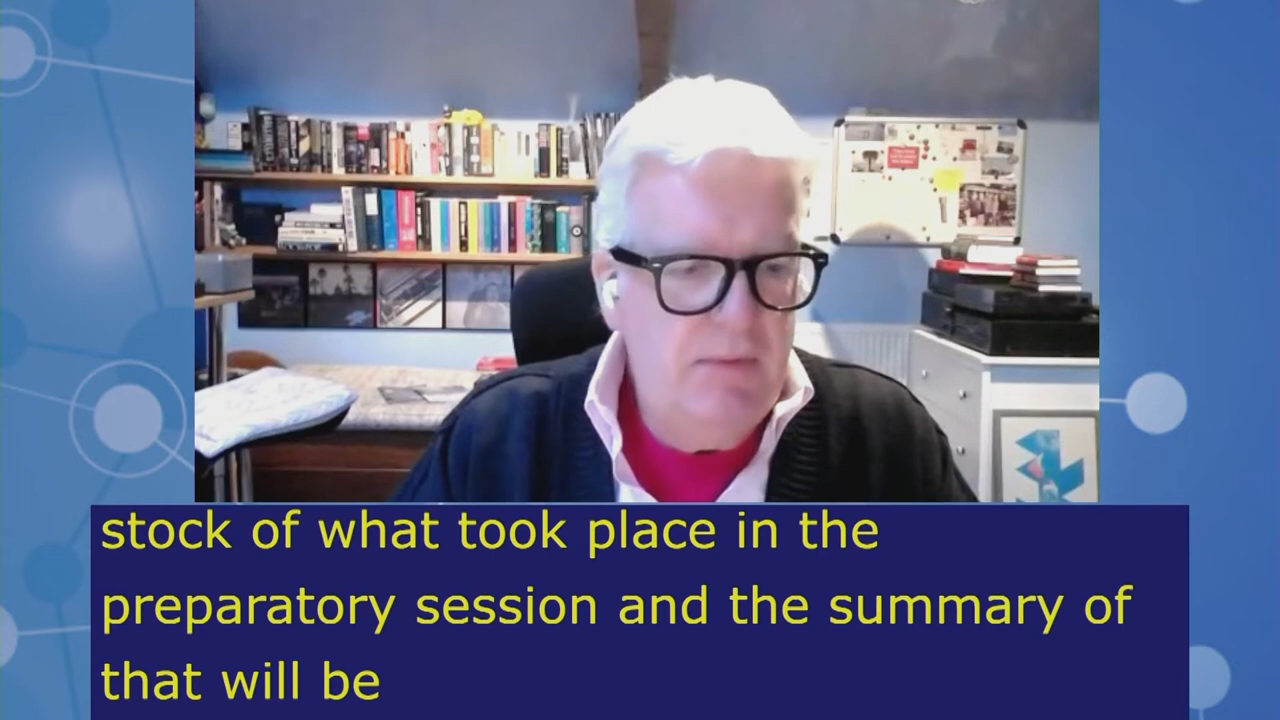 stock of what took place in the
preparatory session and the summary of
that will be